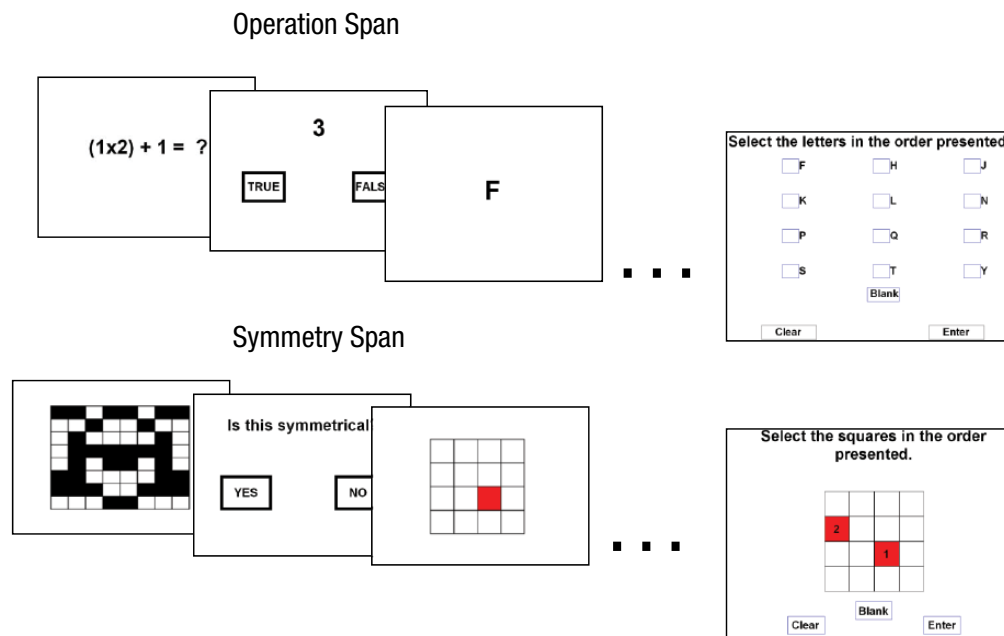 Operation Span
(1x2) + 1 = ?
3
TRUE
FALS
F
Select the letters in the order presented
F H J
K L N
P Q R
S T Y
Blank
Clear Enter
Symmetry Span
Is this symmetrical?
YES
NO
Select the squares in the order
presented.
2
1
Blank
Clear Enter